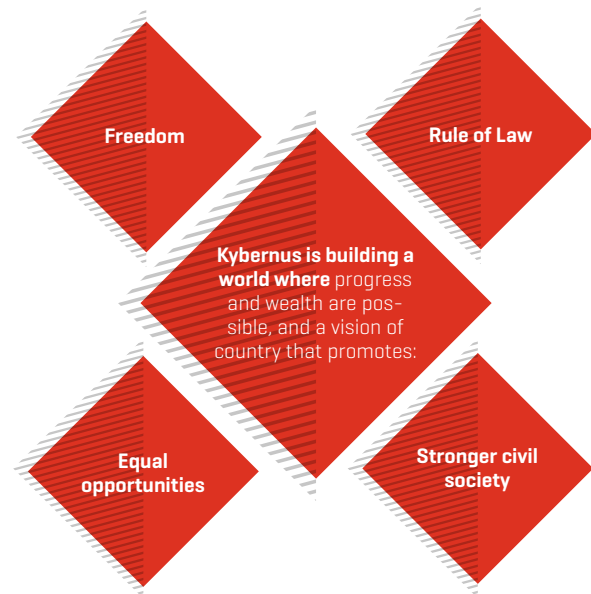 Freedom
Rule of Law
Kybernus is building a
world where progress
and wealth are pos-
sible, and a vision of
country that promotes:
Equal
opportunities
Stronger civil
society